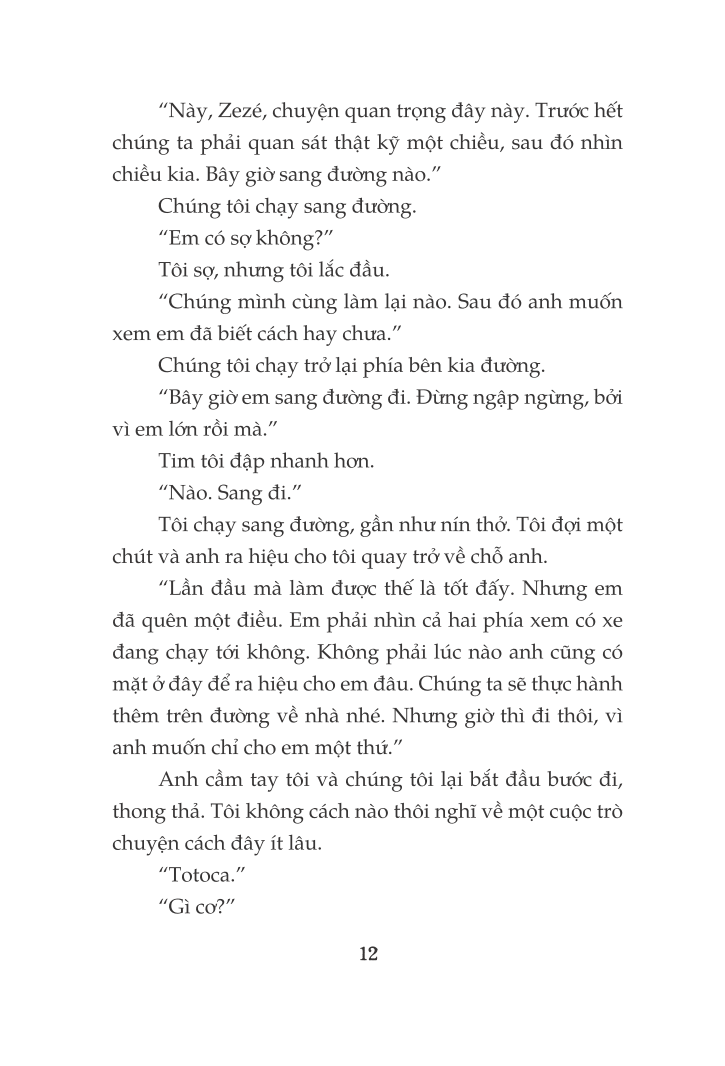 “Này, Zezé, chuyện quan trọng đây này. Trước hết
chúng ta phải quan sát thật kỹ một chiều, sau đó nhìn
chiều kia. Bây giờ sang đường nào.”
Chúng tôi chạy sang đường.
“Em có sợ không?”
Tôi sợ, nhưng tôi lắc đầu.
“Chúng mình cùng làm lại nào. Sau đó anh muốn
xem em đã biết cách hay chưa.”
Chúng tôi chạy trở lại phía bên kia đường.
“Bây giờ em sang đường đi. Đừng ngập ngừng, bởi
vì em lớn rồi mà.”
Tim tôi đập nhanh hơn.
“Nào. Sang đi.”
Tôi chạy sang đường, gần như nín thở. Tôi đợi một
chút và anh ra hiệu cho tôi quay trở về chỗ anh.
“Lần đầu mà làm được thế là tốt đấy. Nhưng em
đã quên một điều. Em phải nhìn cả hai phía xem có xe
đang chạy tới không. Không phải lúc nào anh cũng có
mặt ở đây để ra hiệu cho em đâu. Chúng ta sẽ thực hành
thêm trên đường về nhà nhé. Nhưng giờ thì đi thôi, vì
anh muốn chỉ cho em một thứ.”
Anh cầm tay tôi và chúng tôi lại bắt đầu bước đi,
thong thả. Tôi không cách nào thôi nghĩ về một cuộc trò
chuyện cách đây ít lâu.
“Totoca.”
“Gì cơ?”
12